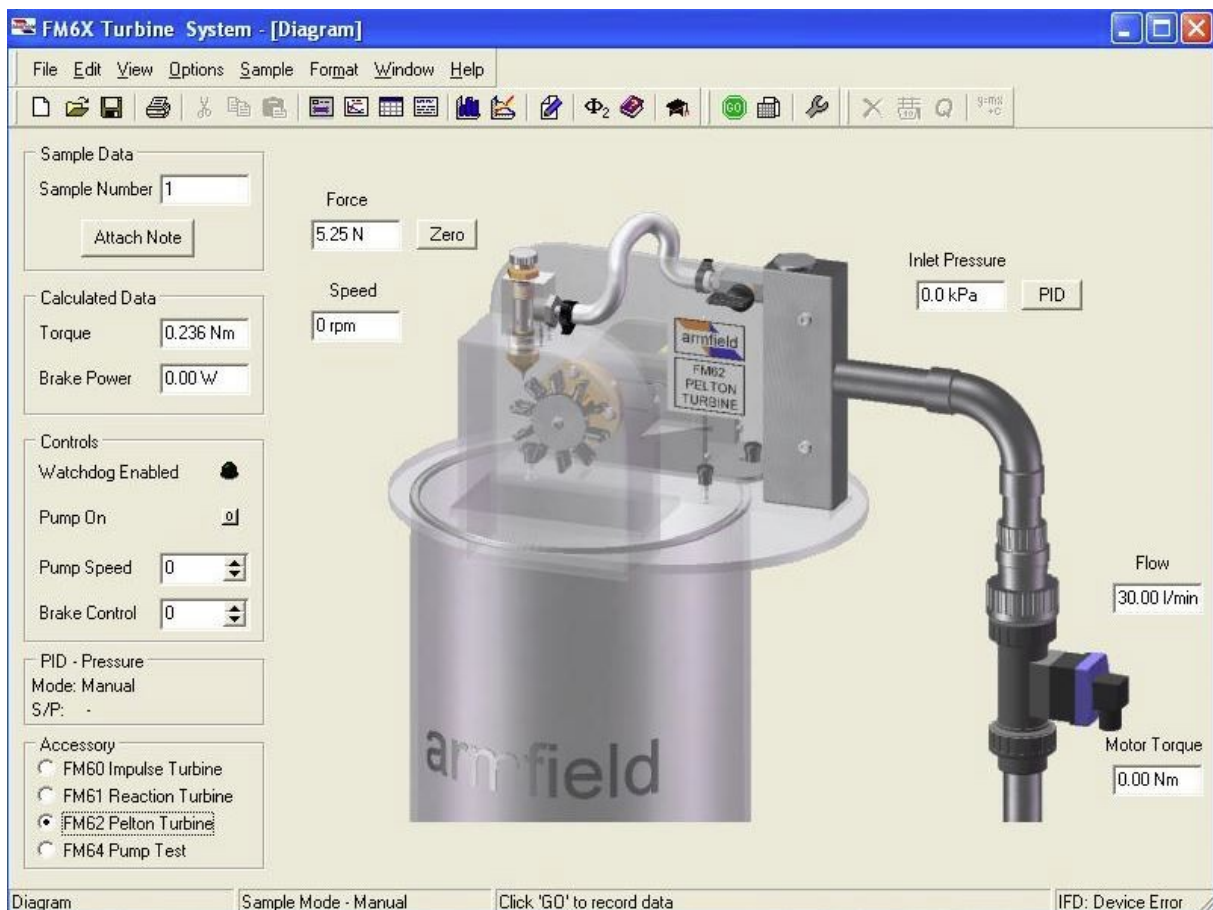 FM6X Turbine System - [Diagram]
File Edit View Options Sample Format Window Help
Sample Data
Sample Number 1
Attach Note
Calculated Data
Torque 0.236 Nm
Brake Power 0.00 W
Controls
Watchdog Enabled
Pump On
Pump Speed 0
Brake Control 0
PID - Pressure
Mode: Manual
S/P: -
Accessory
FM60 Impulse Turbine
FM61 Reaction Turbine
FM62 Pelton Turbine
FM64 Pump Test
Force
5.25 N Zero
Speed
0 rpm
Inlet Pressure
0.0 kPa PID
armfield
FM62
PELTON
TURBINE
armfield
Flow
30.00 l/min
Motor Torque
0.00 Nm
Diagram Sample Mode - Manual Click 'GO' to record data IFD: Device Error